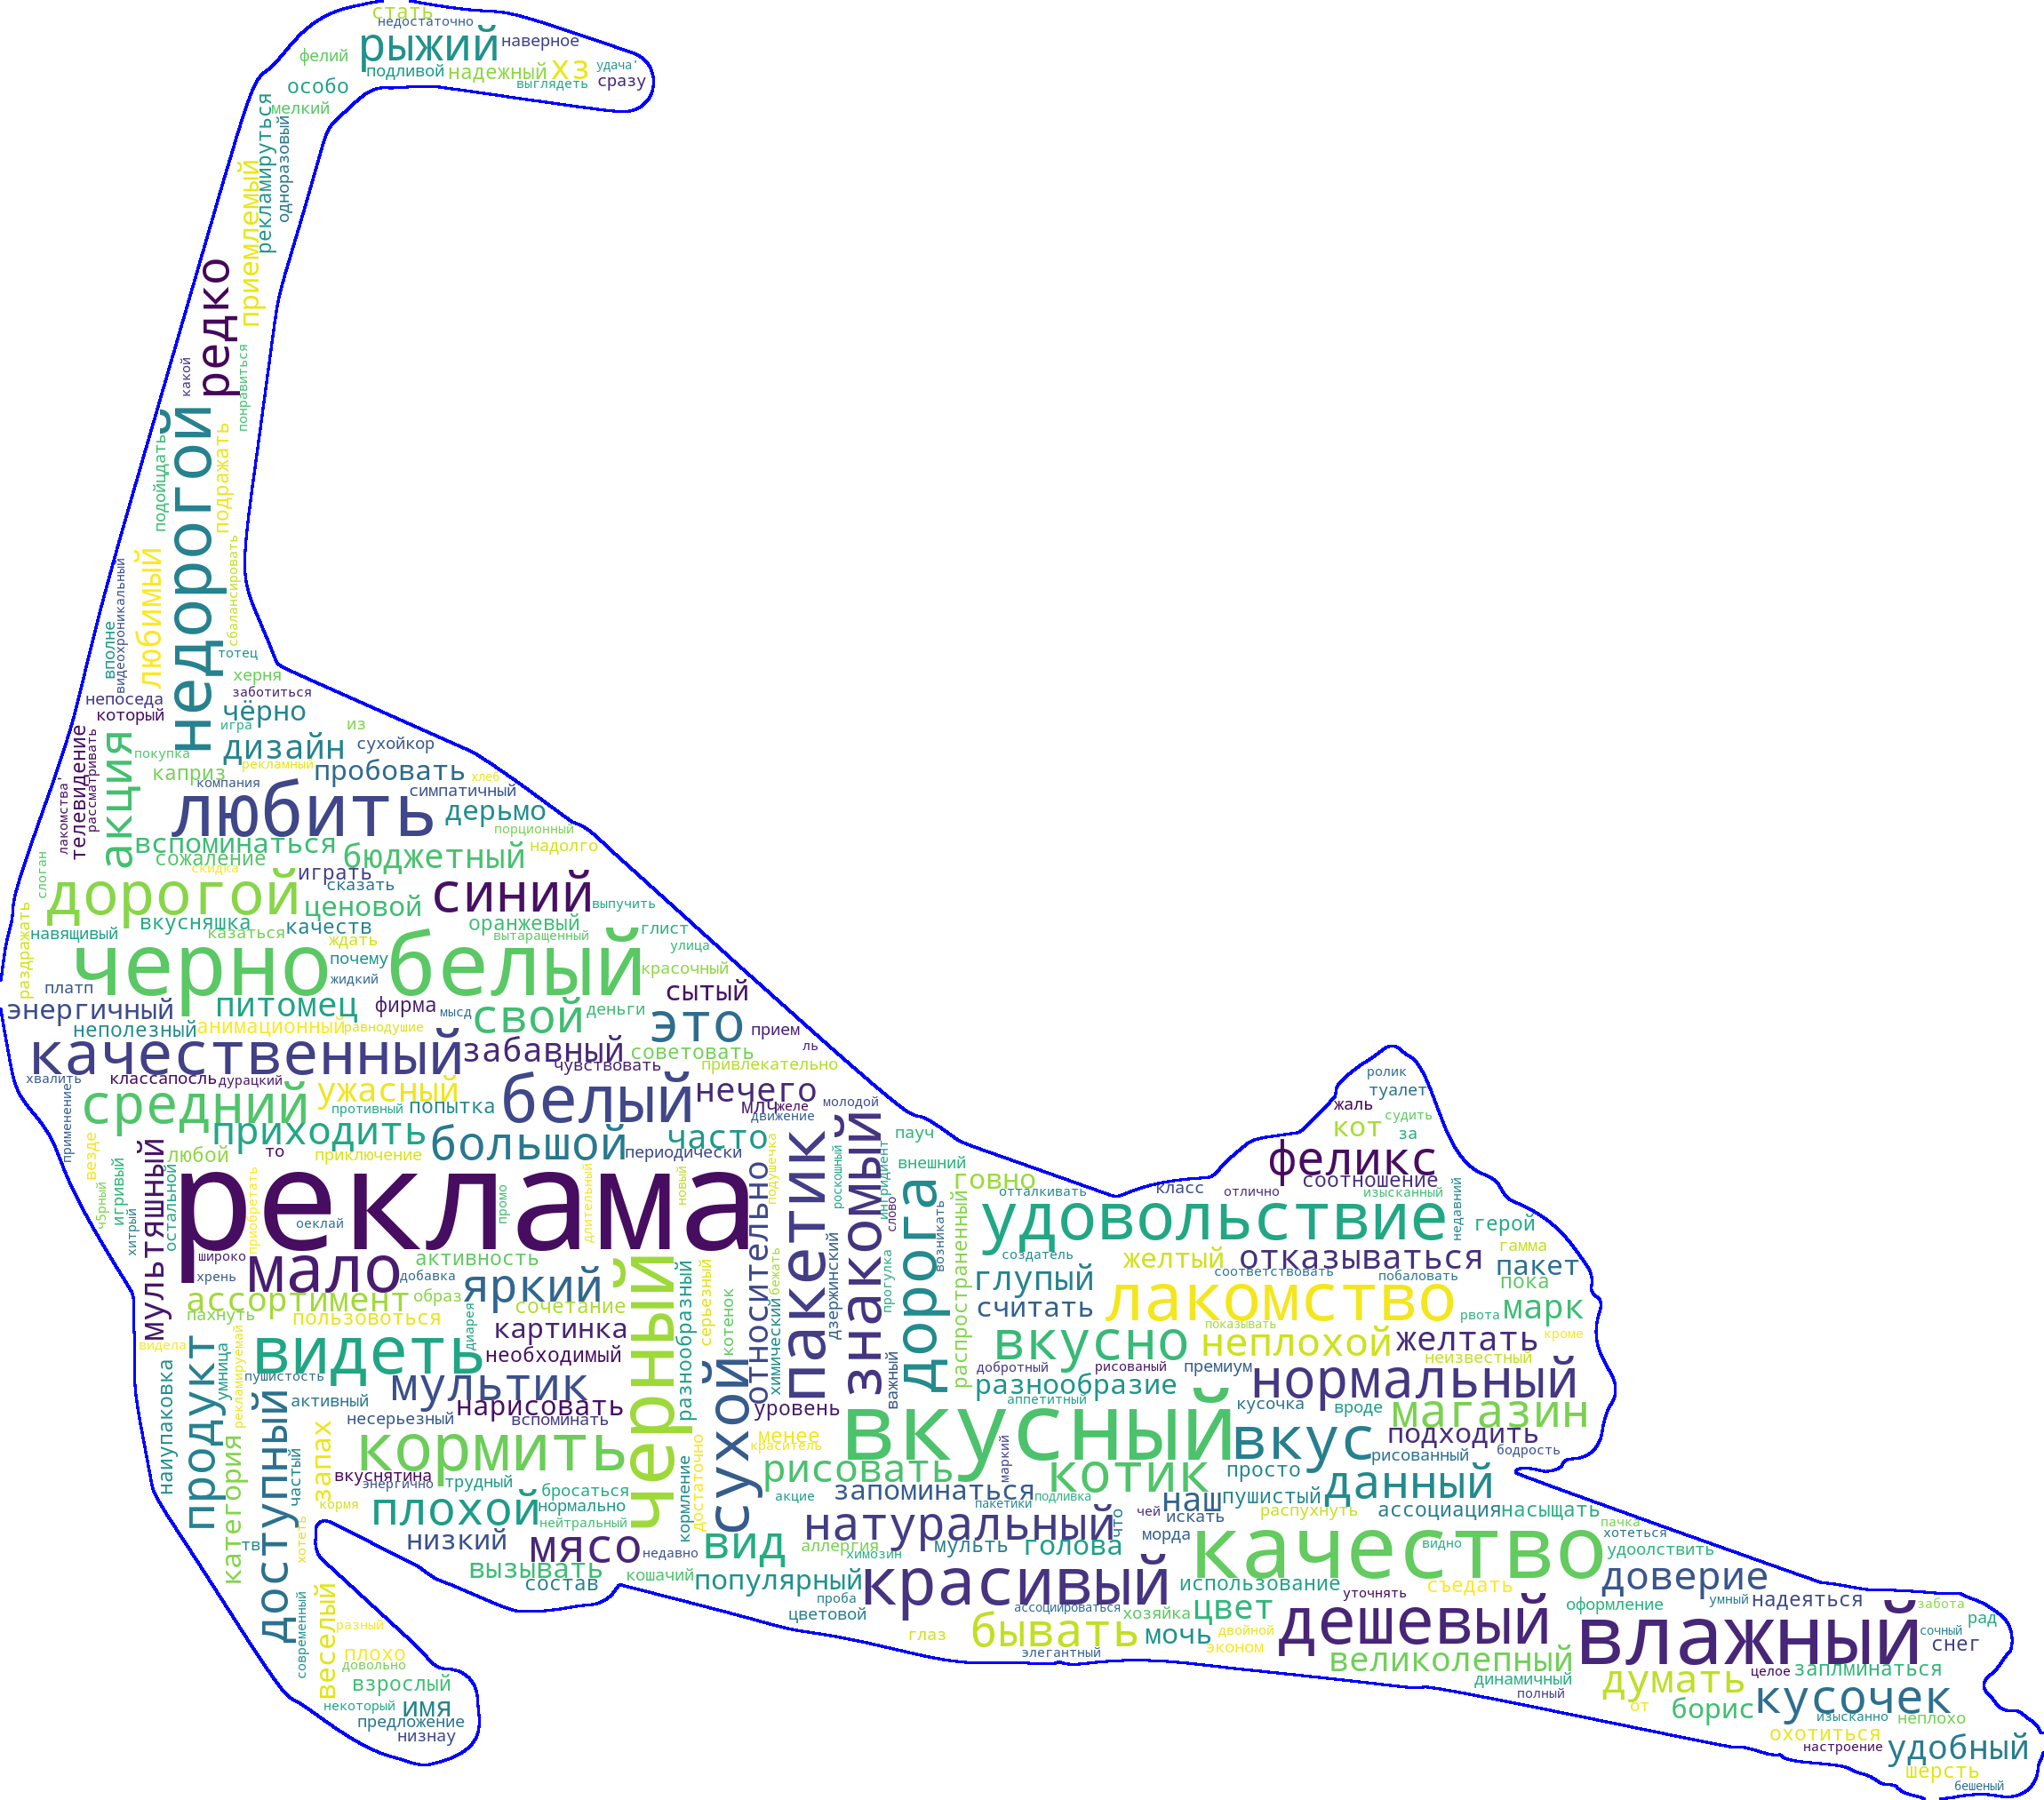 стать
недостаточно
рыжий
наверное
фелий
подливой
надежный
хз
удача'
выглядеть
сразу
особо
мелкий
рекламируться
одноразовый
приемлемый
редко
какой
понравиться
недорогой
подойцдать
подражать
сбалансировать
любимый
вполне
видеохроникальный
тотец
херня
непоседа
заботиться
который
чёрно
игра
из
акция
телевидение
рассматривать
дизайн
сухойкор
покупка
рекламный
каприз
пробовать
хлеб
компания
симпатичный
любить
лакомства'
дерьмо
порционный
вспоминаться
надолго
сожаление
бюджетный
слоган
скидка
играть
сказать
дорогой
синий
ценовой
выпучить
раздражать
вкусняшка
качеств
оранжевый
навящивый
казаться
ждать
вытаращенный
глист
улица
черно белый
почему
красочный
жидкий
платп
сытый
энергичный
питомец
фирма
мысд
свой
деньги
это
прием
неполезный
анимационный
равнодушие
ль
качественный
забавный
советовать
чувствовать
привлекательно
хвалить
классапосль
дурацкий
ужасный
белый
нечего
применение
средний
противный
попытка
млч
желе
молодой
движение
приходить
большой
часто
везде
любой
то
приключение
периодически
подушечка
мультяшный
реклама
ч5рный
игривый
остальной
хитрый
приобретать
промо
длительный
новый
оеклай
широко
хрень
мало
добавка
активность
относительно
пакетик
знакомый
роскошный
ингридиент
слово
пауч
внешний
говно
дорога
возникать
распространенный
отталкивать
класс
отлично
ролик
туалет
жаль
судить
кот
за
феликс
соотношение
изысканный
недавний
удовольствие
герой
создатель
желтый
отказываться
гамма
пакет
ассортимент
образ
яркий
сочетание
черный
разнообразный
серьезный
бежать
химический
котенок
дзержинский
прогулка
глупый
соответствовать
побаловать
пока
считать
лакомство
рвота
марк
пахнуть
пользовоться
диарея
картинка
показывать
видела
продукт
рекламируемай
умница
видеть
необходимый
вкусно
неплохой
желтать
кроме
неизвестный
пушистость
мультик
сухой
важный
добротный
рисованый
премиум
нормальный
наиупаковка
доступный
активный
нарисовать
разнообразие
аппетитный
несерьезный
вспоминать
уровень
вкусный
кусочка
вроде
магазин
категория
частый
запах
кормить
менее
краситель
вкус
подходить
рисованный
бодрость
вкуснятина
энергично
трудный
кормление
достаточно
рисовать
маркий
котик
просто
данный
кормя
плохой
бросаться
нормально
нейтральный
акцие
запоминаться
пакетики
подливка
наш
пушистый
чей
искать
распухнуть
ассоциация
насыщать
пачка
тв
хотеть
низкий
мясо
недавно
вид
натуральный
что
морда
аллергия
химозин
мульть
голова
качество
видно
хотеться
удоолствить
вызывать
состав
кошачий
популярный
проба
красивый
использование
уточнять
съедать
доверие
современный
веселый
разный
цветовой
ассоциироваться
хозяйка
цвет
дешевый
оформление
умный
надеяться
забота
рад
глаз
бывать
мочь
двойной
эконом
влажный
сочный
снег
плохо
довольно
элегантный
великолепный
целое
заплминаться
взрослый
динамичный
полный
думать
некоторый
имя
от
борис
кусочек
предложение
изысканно
неплохо
низнау
охотиться
настроение
удобный
шерсть
бешеный